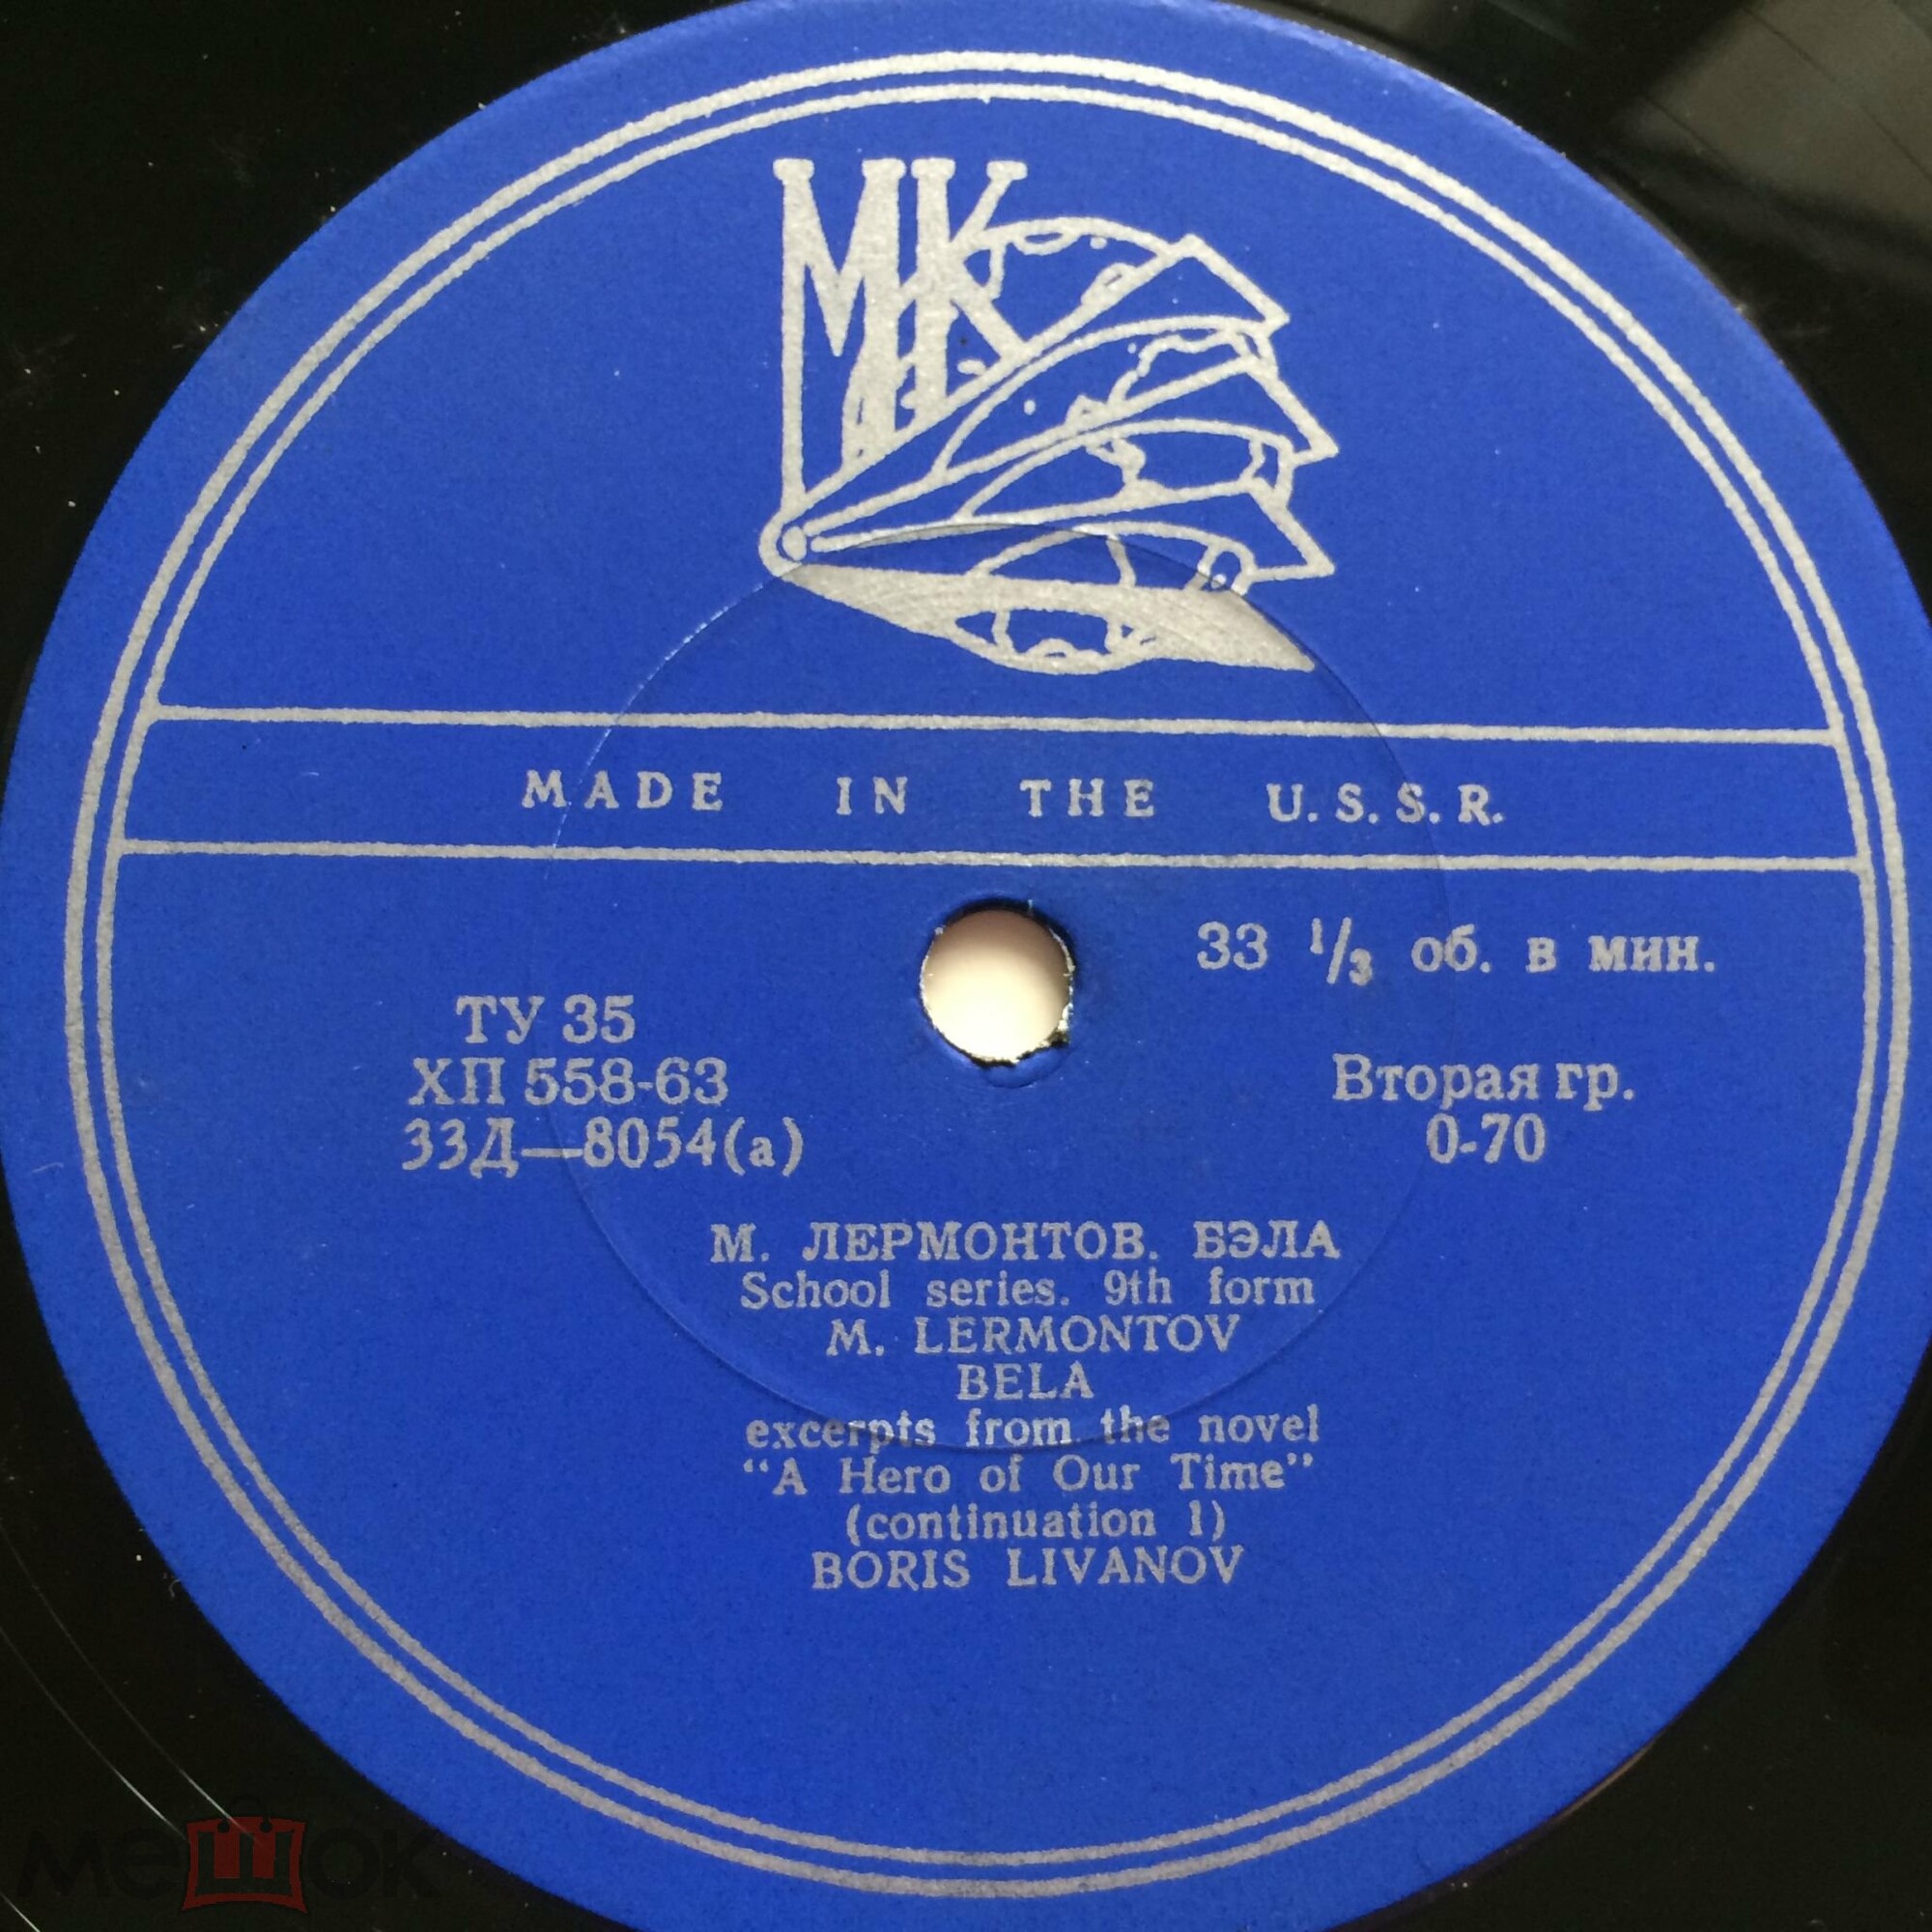 МК
MADE IN THE U.S.S.R.
33 1/3 об. в мин.
ТУ 35
ХП 558-63
33Д—8054(а)
Вторая гр.
0-70
М. ЛЕРМОНТОВ. БЭЛА
School series. 9th form
M. LERMONTOV
BELA
excerpts from the novel
“A Hero of Our Time”
(continuation 1)
BORIS LIVANOV
мешок